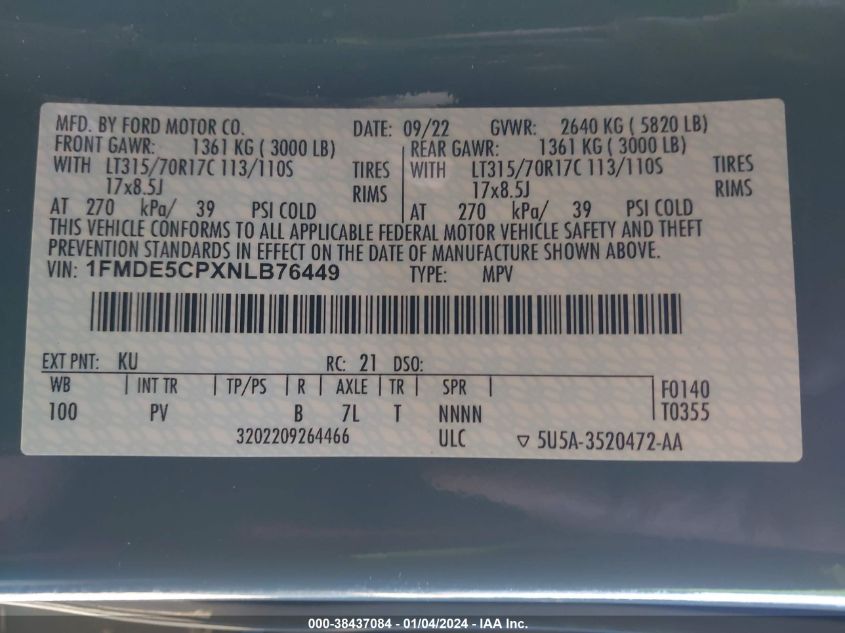 MFD. BY FORD MOTOR CO. DATE: 09/22 GVWR: 2640 KG ( 5820 LB)
FRONT GAWR: 1361 KG ( 3000 LB) REAR GAWR: 1361 KG ( 3000 LB)
WITH LT315/70R17C 113/110S TIRES WITH LT315/70R17C 113/110S TIRES
17x8.5J RIMS 17x8.5J RIMS
AT 270 kPa/ 39 PSI COLD AT 270 kPa/ 39 PSI COLD
THIS VEHICLE CONFORMS TO ALL APPLICABLE FEDERAL MOTOR VEHICLE SAFETY AND THEFT
PREVENTION STANDARDS IN EFFECT ON THE DATE OF MANUFACTURE SHOWN ABOVE.
VIN: 1FMDE5CPXNLB76449 TYPE: MPV
EXT PNT: KU RC: 21 DSO:
WB INT TR TP/PS R AXLE TR SPR F0140
100 PV B 7L T NNNN T0355
3202209264466 ULC ▽ 5U5A-3520472-AA
000-38437084 - 01/04/2024 - IAA Inc.